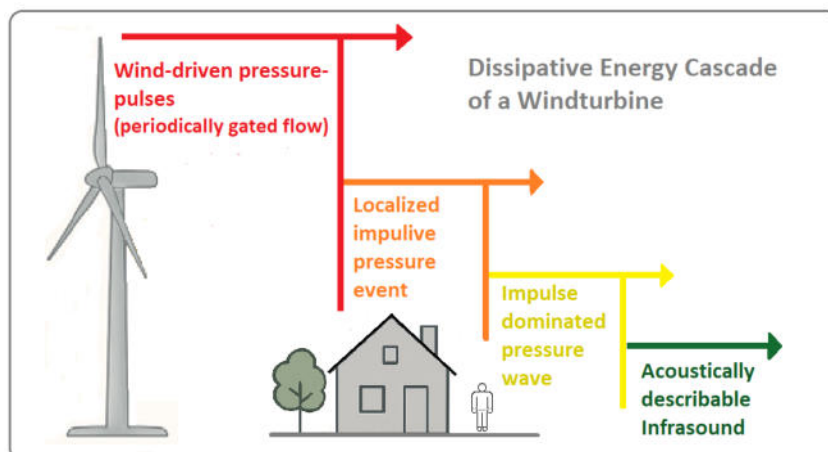 Dissipative Energy Cascade
of a Windturbine
Wind-driven pressure-
pulses
(periodically gated flow)
Localized
impulive
pressure
event
Impulse
dominated
pressure
wave
Acoustically
describable
Infrasound